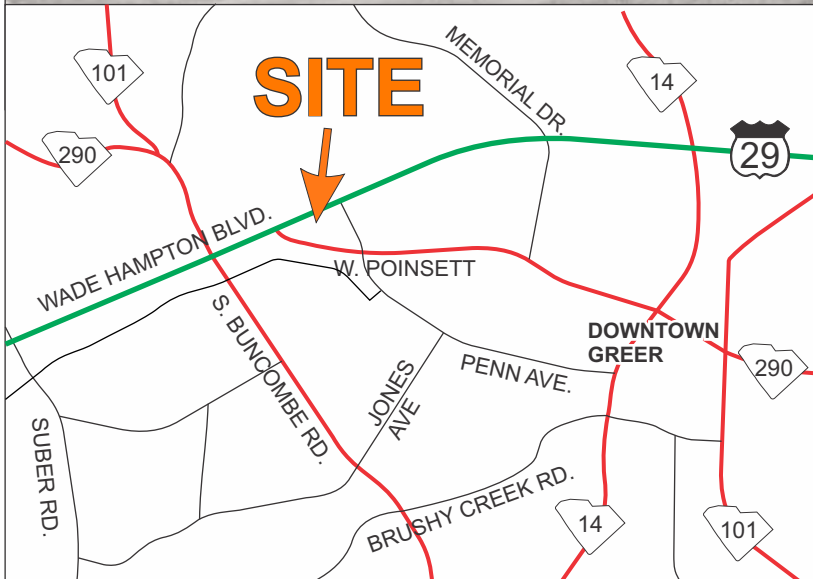 101
SITE
MEMORIAL DR.
14
290
29
WADE HAMPTON BLVD.
W. POINSETT
S. BUNCOMBE RD.
DOWNTOWN
GREER
290
JONES
AVE
PENN AVE.
SUBER RD.
BRUSHY CREEK RD.
14
101